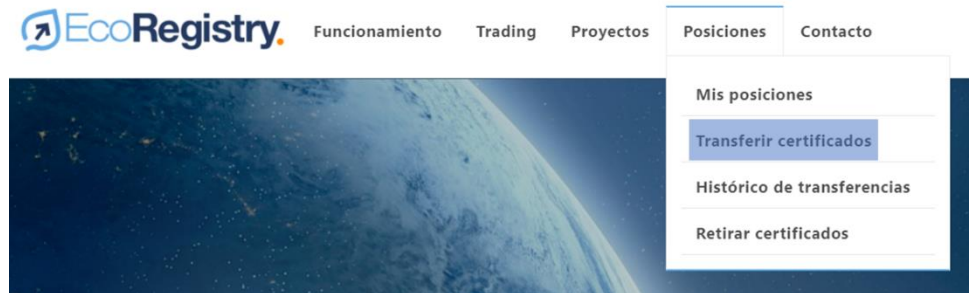 EcoRegistry.
Funcionamiento Trading Proyectos Posiciones Contacto
Mis posiciones
Transferir certificados
Histórico de transferencias
Retirar certificados